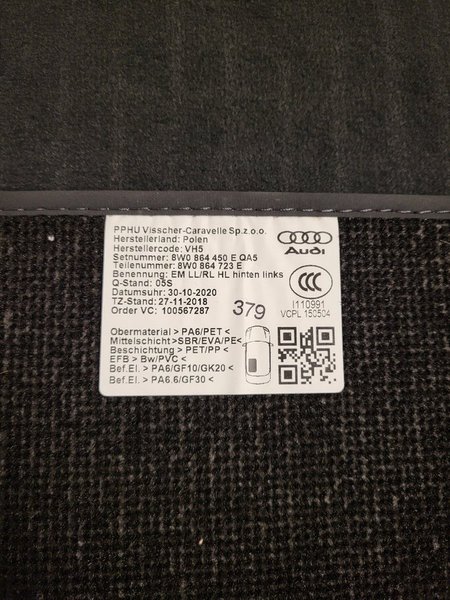 PPHU Visscher-Caravelle Sp.z.o.o.
Herstellerland: Polen
Herstellercode: VH5
Setnummer: 8W0 864 450 E QA5
Teilenummer: 8W0 864 723 E
Benennung: EM LL/RL HL hinten links
Q-Stand: 05S
Datumsuhr: 30-10-2020
TZ-Stand: 27-11-2018
Order VC: 100567287
379
Audi
CCC
I110991
VCPL 150504
Obermaterial > PA6/PET <
Mittelschicht>SBR/EVA/PE<
Beschichtung > PET/PP <
EFB > Bw/PVC <
Bef.El. > PA6/GF10/GK20 <
Bef.El. > PA6.6/GF30 <